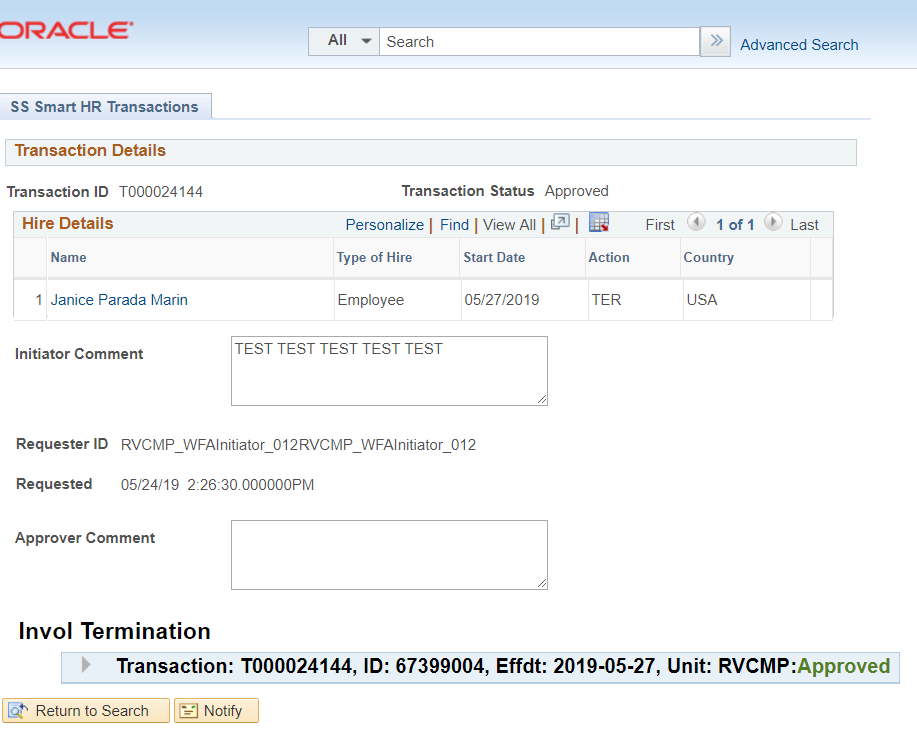 ORACLE
All Search Advanced Search
SS Smart HR Transactions
Transaction Details
Transaction ID T000024144 Transaction Status Approved
Hire Details Personalize | Find | View All | | First 1 of 1 Last
Name Type of Hire Start Date Action Country
1 Janice Parada Marin Employee 05/27/2019 TER USA
Initiator Comment TEST TEST TEST TEST TEST
Requester ID RVCMP_WFAInitiator_012RVCMP_WFAInitiator_012
Requested 05/24/19 2:26:30.000000PM
Approver Comment
Invol Termination
Transaction: T000024144, ID: 67399004, Effdt: 2019-05-27, Unit: RVCMP:Approved
Return to Search Notify